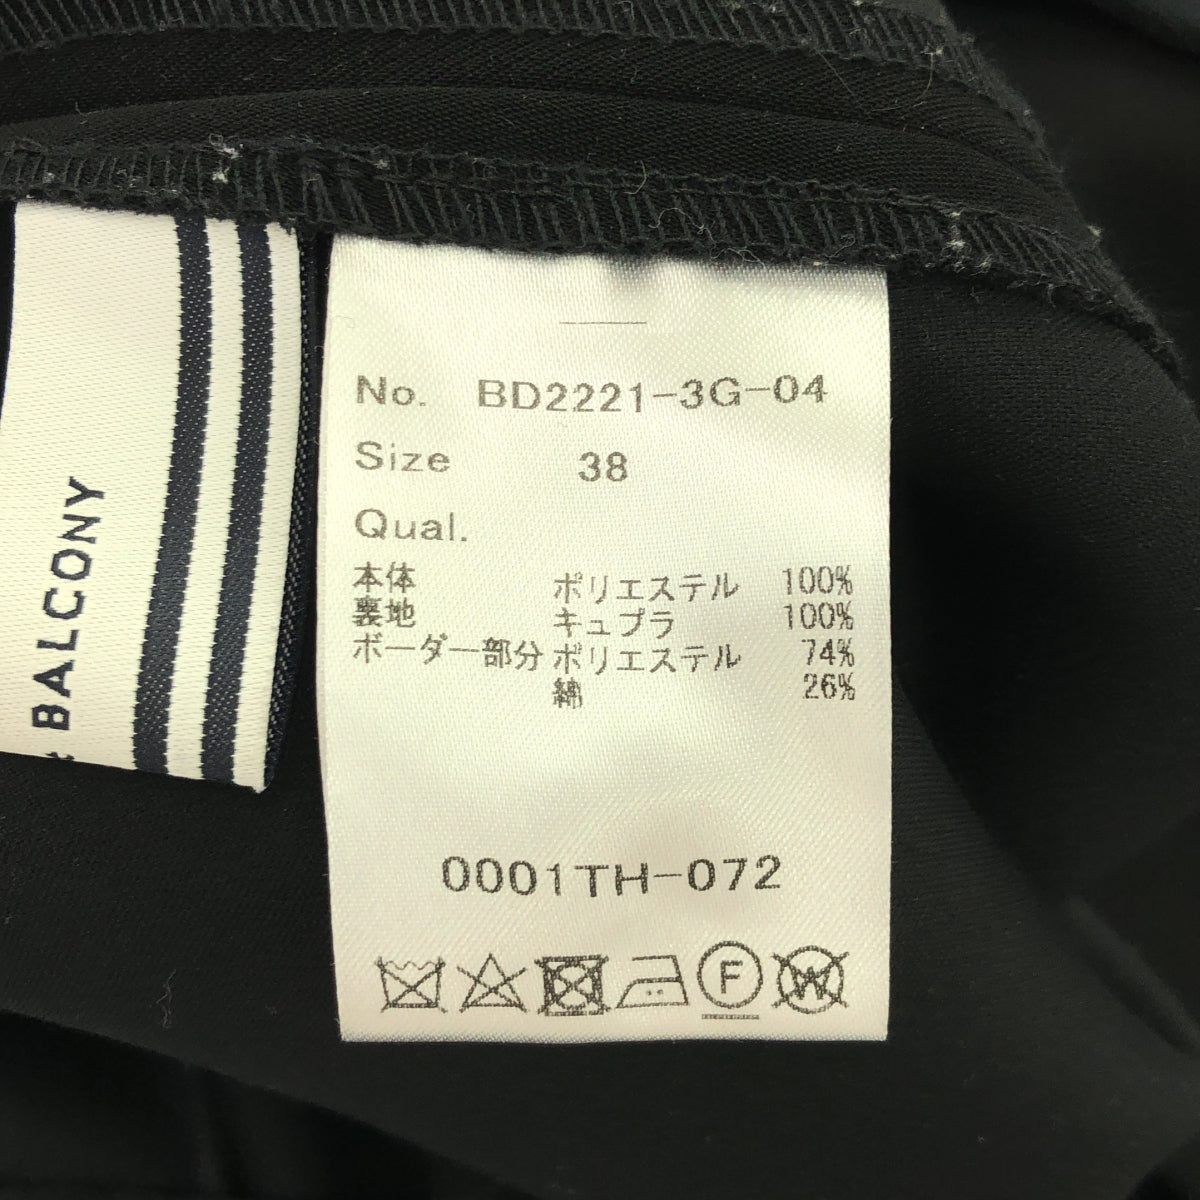 No. BD2221-3G-04
Size 38
Qual.
本体 ポリエステル 100%
裏地 キュプラ 100%
ボーダー部分 ポリエステル 74%
綿 26%
0001TH-072
F W
BALCONY